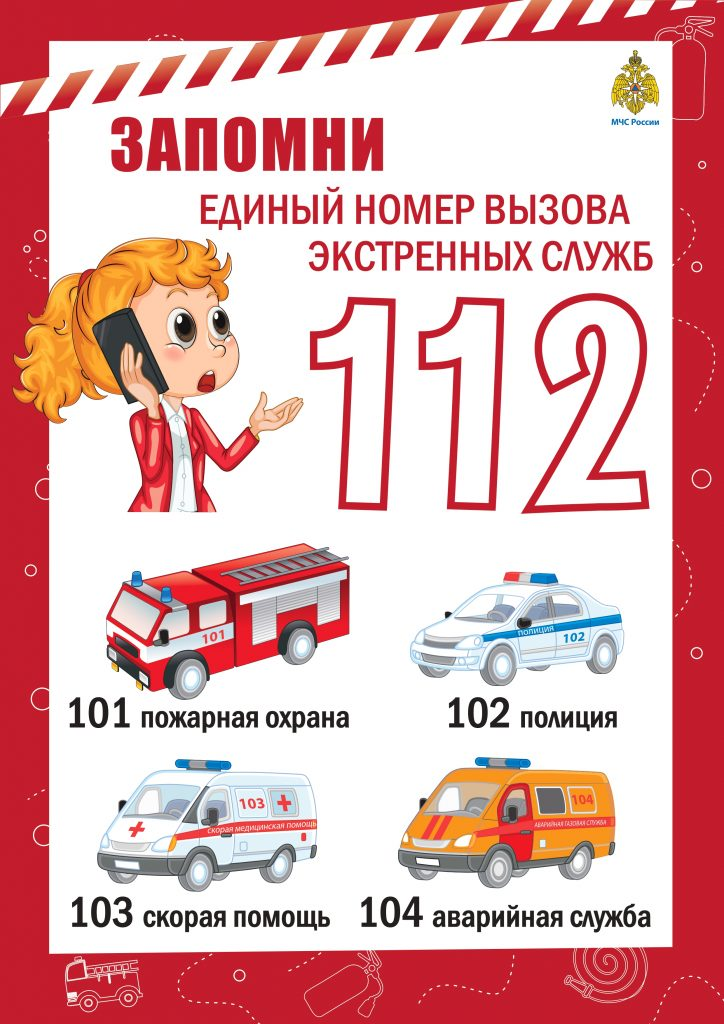 МЧС России
ЗАПОМНИ
ЕДИНЫЙ НОМЕР ВЫЗОВА
ЭКСТРЕННЫХ СЛУЖБ
112
101
ПОЛИЦИЯ 102
101 пожарная охрана
102 полиция
103
скорая медицинская помощь
104
АВАРИЙНАЯ ГАЗОВАЯ СЛУЖБА
103 скорая помощь
104 аварийная служба